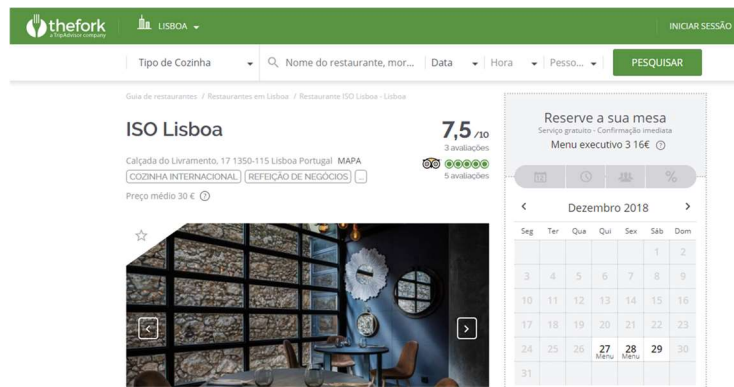 thefork
a TripAdvisor company
LISBOA
INICIAR SESSÃO
Tipo de Cozinha
Nome do restaurante, mor...
Data
Hora
Pesso...
PESQUISAR
Guia de restaurantes / Restaurantes em Lisboa / Restaurante ISO Lisboa - Lisboa
ISO Lisboa
7,5 /10
3 avaliações
Calçada do Livramento, 17 1350-115 Lisboa Portugal MAPA
COZINHA INTERNACIONAL REFEIÇÃO DE NEGÓCIOS ...
5 avaliações
Preço médio 30 € ?
Reserve a sua mesa
Serviço gratuito - Confirmação imediata
Menu executivo 3 16€ ?
12 %
< Dezembro 2018 >
Seg Ter Qua Qui Sex Sáb Dom
1 2
3 4 5 6 7 8 9
10 11 12 13 14 15 16
17 18 19 20 21 22 23
24 25 26 27 28 29 30
Menu Menu
31